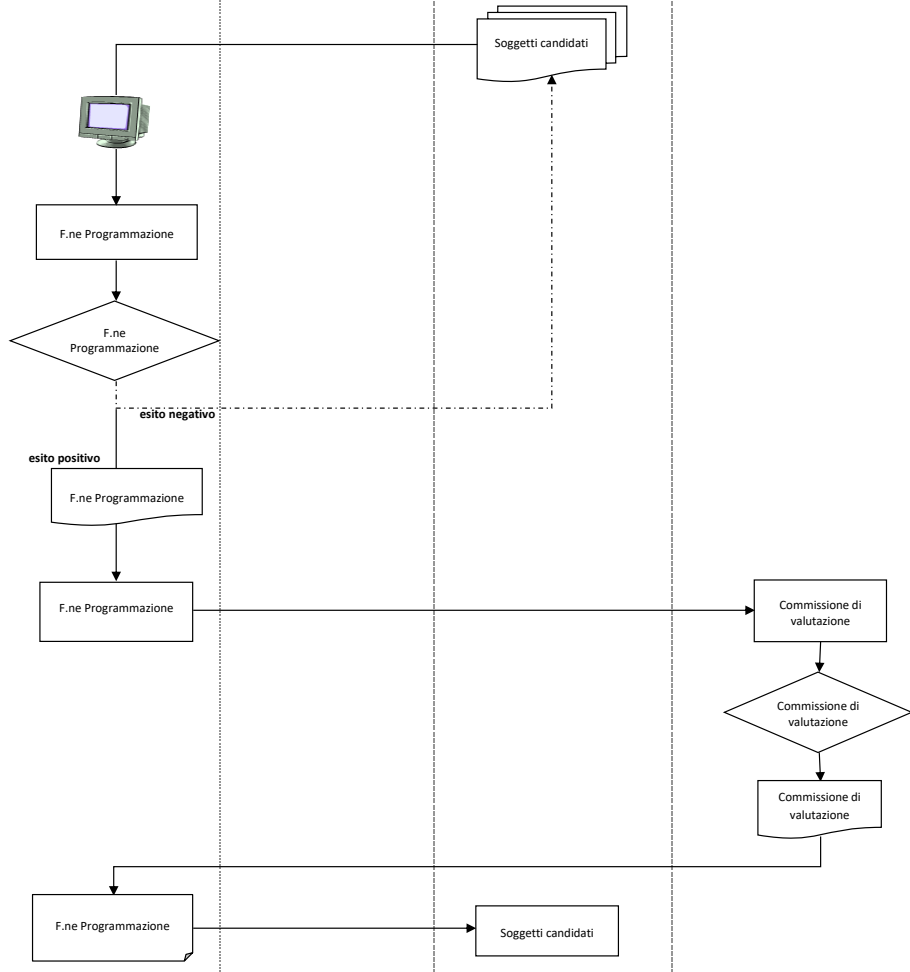 Soggetti candidati
F.ne Programmazione
F.ne
Programmazione
esito negativo
esito positivo
F.ne Programmazione
F.ne Programmazione
Commissione di
valutazione
Commissione di
valutazione
Commissione di
valutazione
F.ne Programmazione
Soggetti candidati